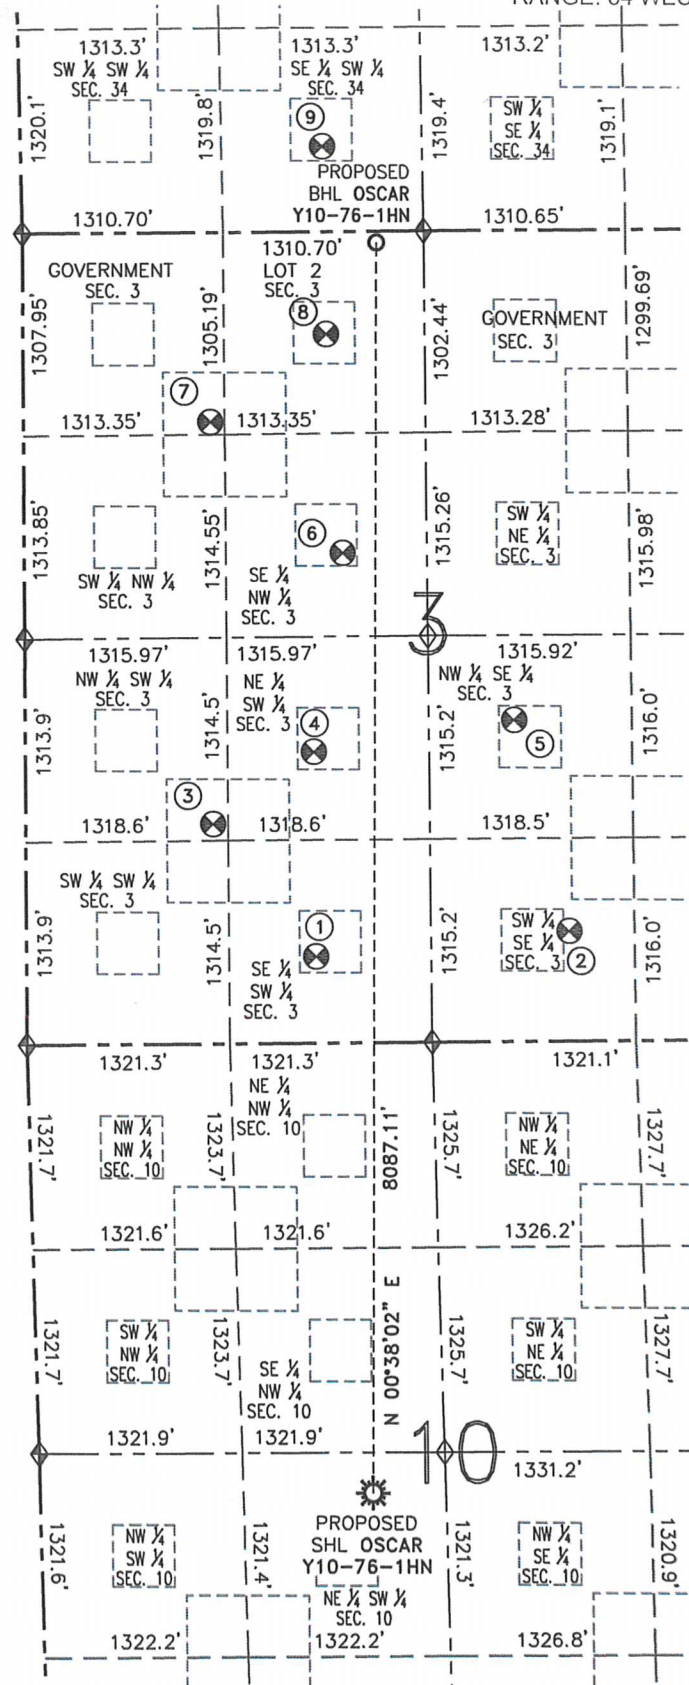 1313.3'
1313.3'
1313.2'
SW ¼ SW ¼
SEC. 34
SE ¼ SW ¼
SEC. 34
1320.1'
1319.8'
9
1319.4'
SW ¼
SE ¼
SEC. 34
1319.1'
PROPOSED
BHL OSCAR
Y10-76-1HN
1310.70'
1310.65'
1310.70'
GOVERNMENT
SEC. 3
LOT 2
SEC. 3
1307.95'
1305.19'
8
1302.44'
GOVERNMENT
SEC. 3
1299.69'
7
1313.35'
1313.35'
1313.28'
1313.85'
1314.55'
6
1315.26'
SW ¼
NE ¼
SEC. 3
1315.98'
SW ¼ NW ¼
SEC. 3
SE ¼
NW ¼
SEC. 3
3
1315.97'
1315.97'
1315.92'
NW ¼ SW ¼
SEC. 3
NE ¼
SW ¼
SEC. 3
NW ¼ SE ¼
SEC. 3
1313.9'
1314.5'
4
1315.2'
5
1316.0'
3
1318.6'
1318.6'
1318.5'
SW ¼ SW ¼
SEC. 3
1313.9'
1314.5'
1
1315.2'
SW ¼
SE ¼
SEC. 3
2
1316.0'
SE ¼
SW ¼
SEC. 3
1321.3'
1321.3'
1321.1'
NE ¼
NW ¼
SEC. 10
1321.7'
NW ¼
NW ¼
SEC. 10
1323.7'
8087.11'
1325.7'
NW ¼
NE ¼
SEC. 10
1327.7'
1321.6'
1321.6'
1326.2'
N 00°38'02" E
1321.7'
SW ¼
NW ¼
SEC. 10
1323.7'
1325.7'
SW ¼
NE ¼
SEC. 10
1327.7'
SE ¼
NW ¼
SEC. 10
1321.9'
1321.9'
10
1331.2'
PROPOSED
SHL OSCAR
Y10-76-1HN
1321.6'
NW ¼
SW ¼
SEC. 10
1321.4'
1321.3'
NW ¼
SE ¼
SEC. 10
1320.9'
NE ¼ SW ¼
SEC. 10
1322.2'
1322.2'
1326.8'